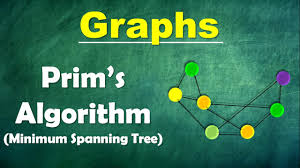 Graphs
Prim's
Algorithm
(Minimum Spanning Tree)